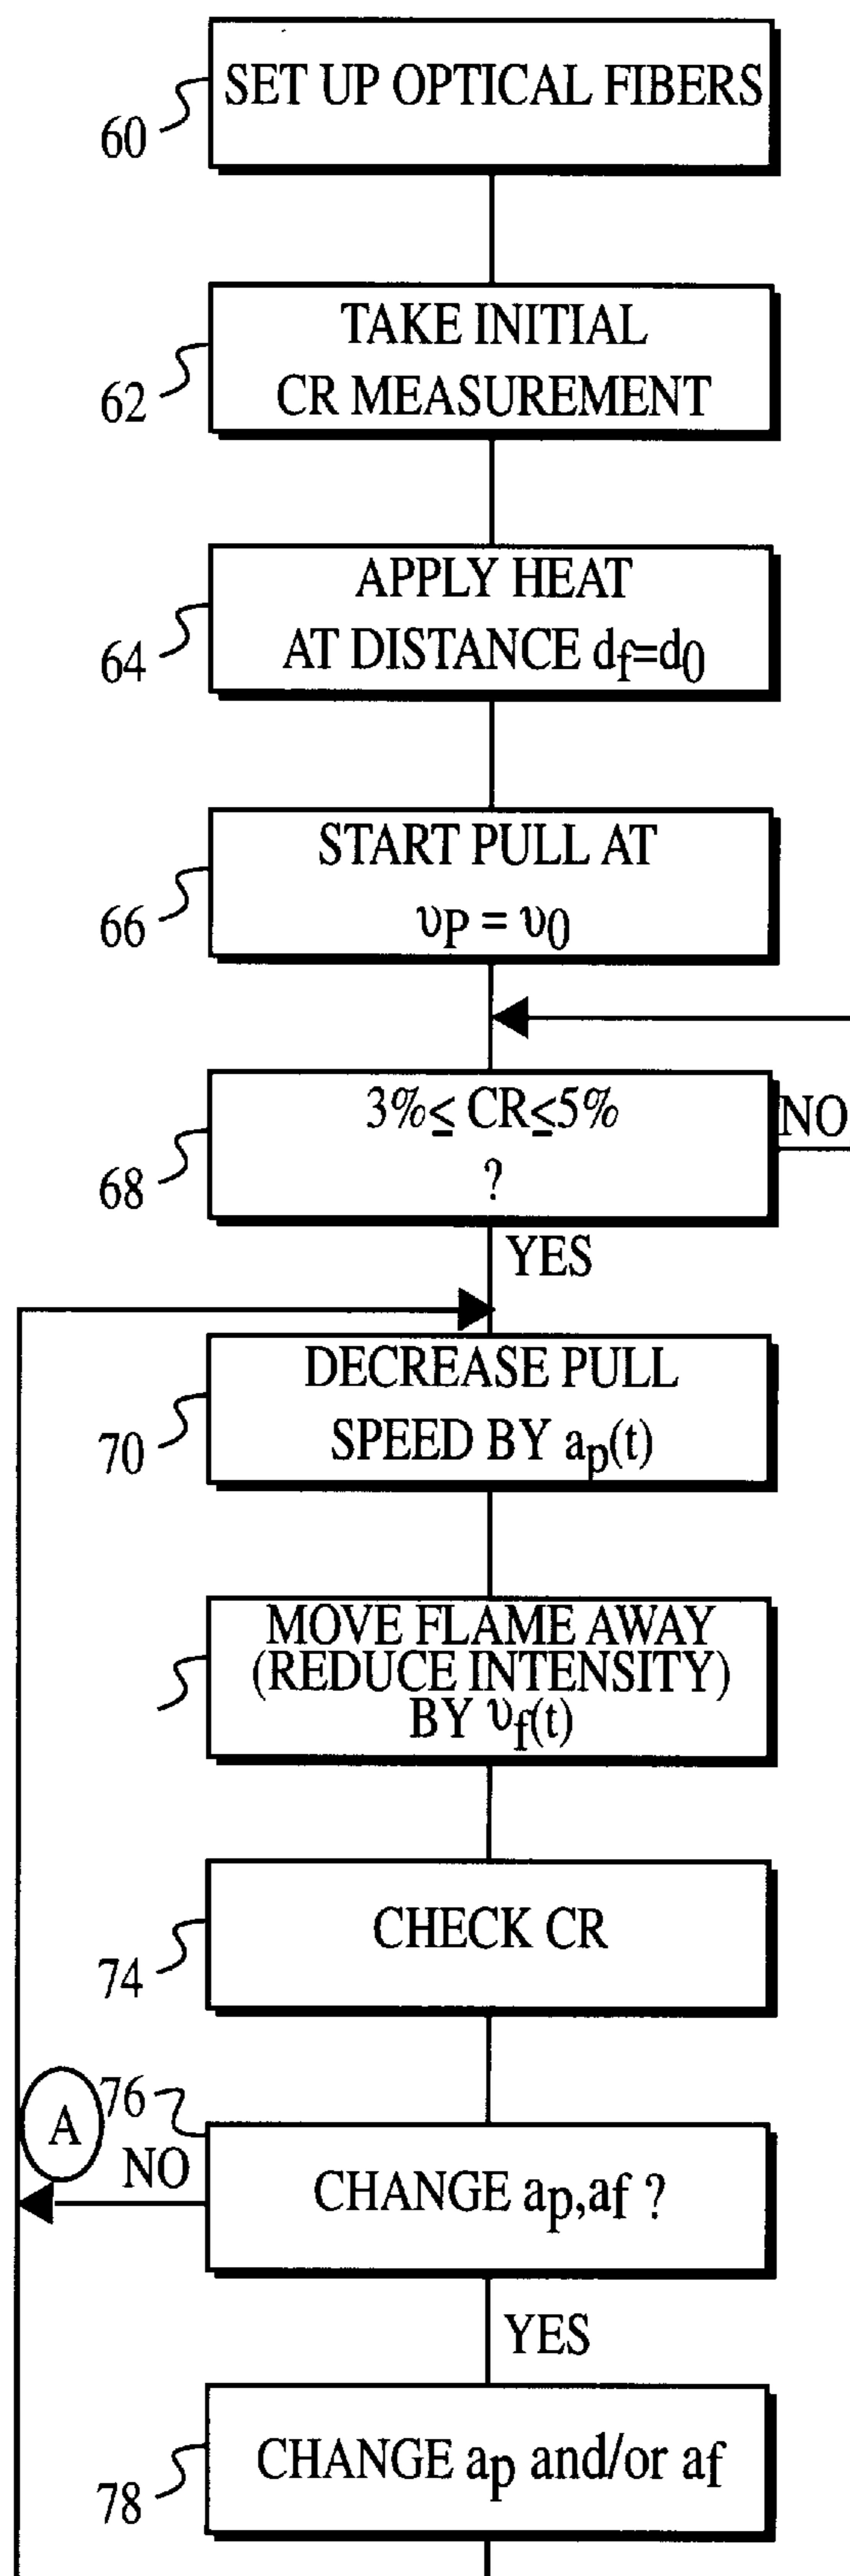 60
SET UP OPTICAL FIBERS
62
TAKE INITIAL
CR MEASUREMENT
64
APPLY HEAT
AT DISTANCE df=d0
66
START PULL AT
υP = υ0
68
3%≤ CR≤5%
?
NO
YES
70
DECREASE PULL
SPEED BY ap(t)
MOVE FLAME AWAY
(REDUCE INTENSITY)
BY υf(t)
74
CHECK CR
A
76
NO
CHANGE ap,af ?
YES
78
CHANGE ap and/or af